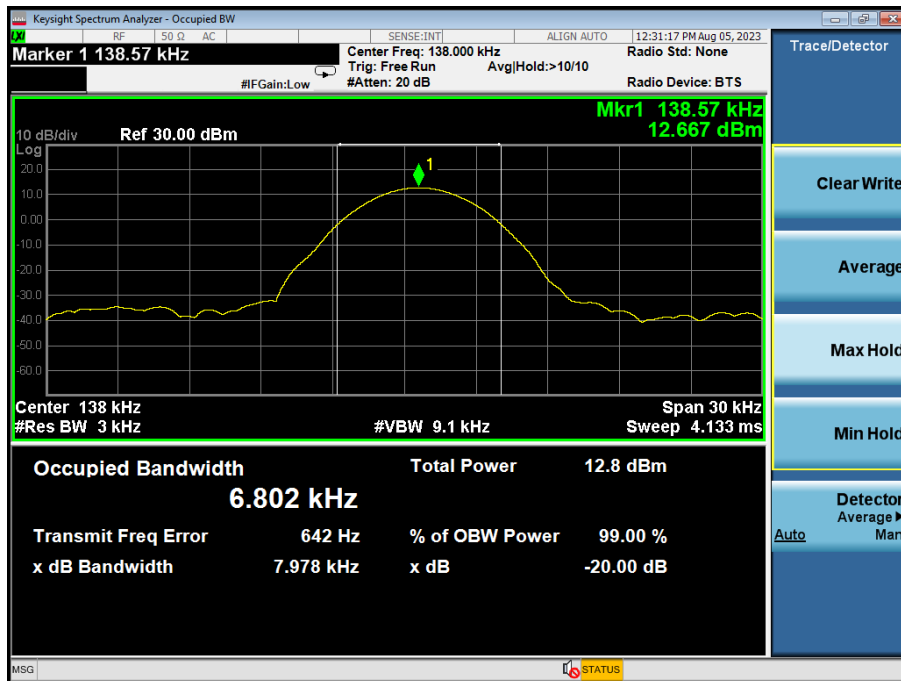 Keysight Spectrum Analyzer - Occupied BW
LXI RF 50 Ω AC SENSE:INT ALIGN AUTO 12:31:17 PM Aug 05, 2023
Marker 1 138.57 kHz
Center Freq: 138.000 kHz
Radio Std: None
Trig: Free Run Avg|Hold:>10/10
#IFGain:Low #Atten: 20 dB Radio Device: BTS
Trace/Detector
Mkr1 138.57 kHz
12.667 dBm
10 dB/div Ref 30.00 dBm
Log
20.0
10.0
0.00
-10.0
-20.0
-30.0
-40.0
-50.0
-60.0
1
Center 138 kHz Span 30 kHz
#Res BW 3 kHz #VBW 9.1 kHz Sweep 4.133 ms
Occupied Bandwidth
6.802 kHz
Total Power 12.8 dBm
Transmit Freq Error 642 Hz % of OBW Power 99.00 %
x dB Bandwidth 7.978 kHz x dB -20.00 dB
Clear Write
Average
Max Hold
Min Hold
Detector
Average
Auto Man
MSG STATUS